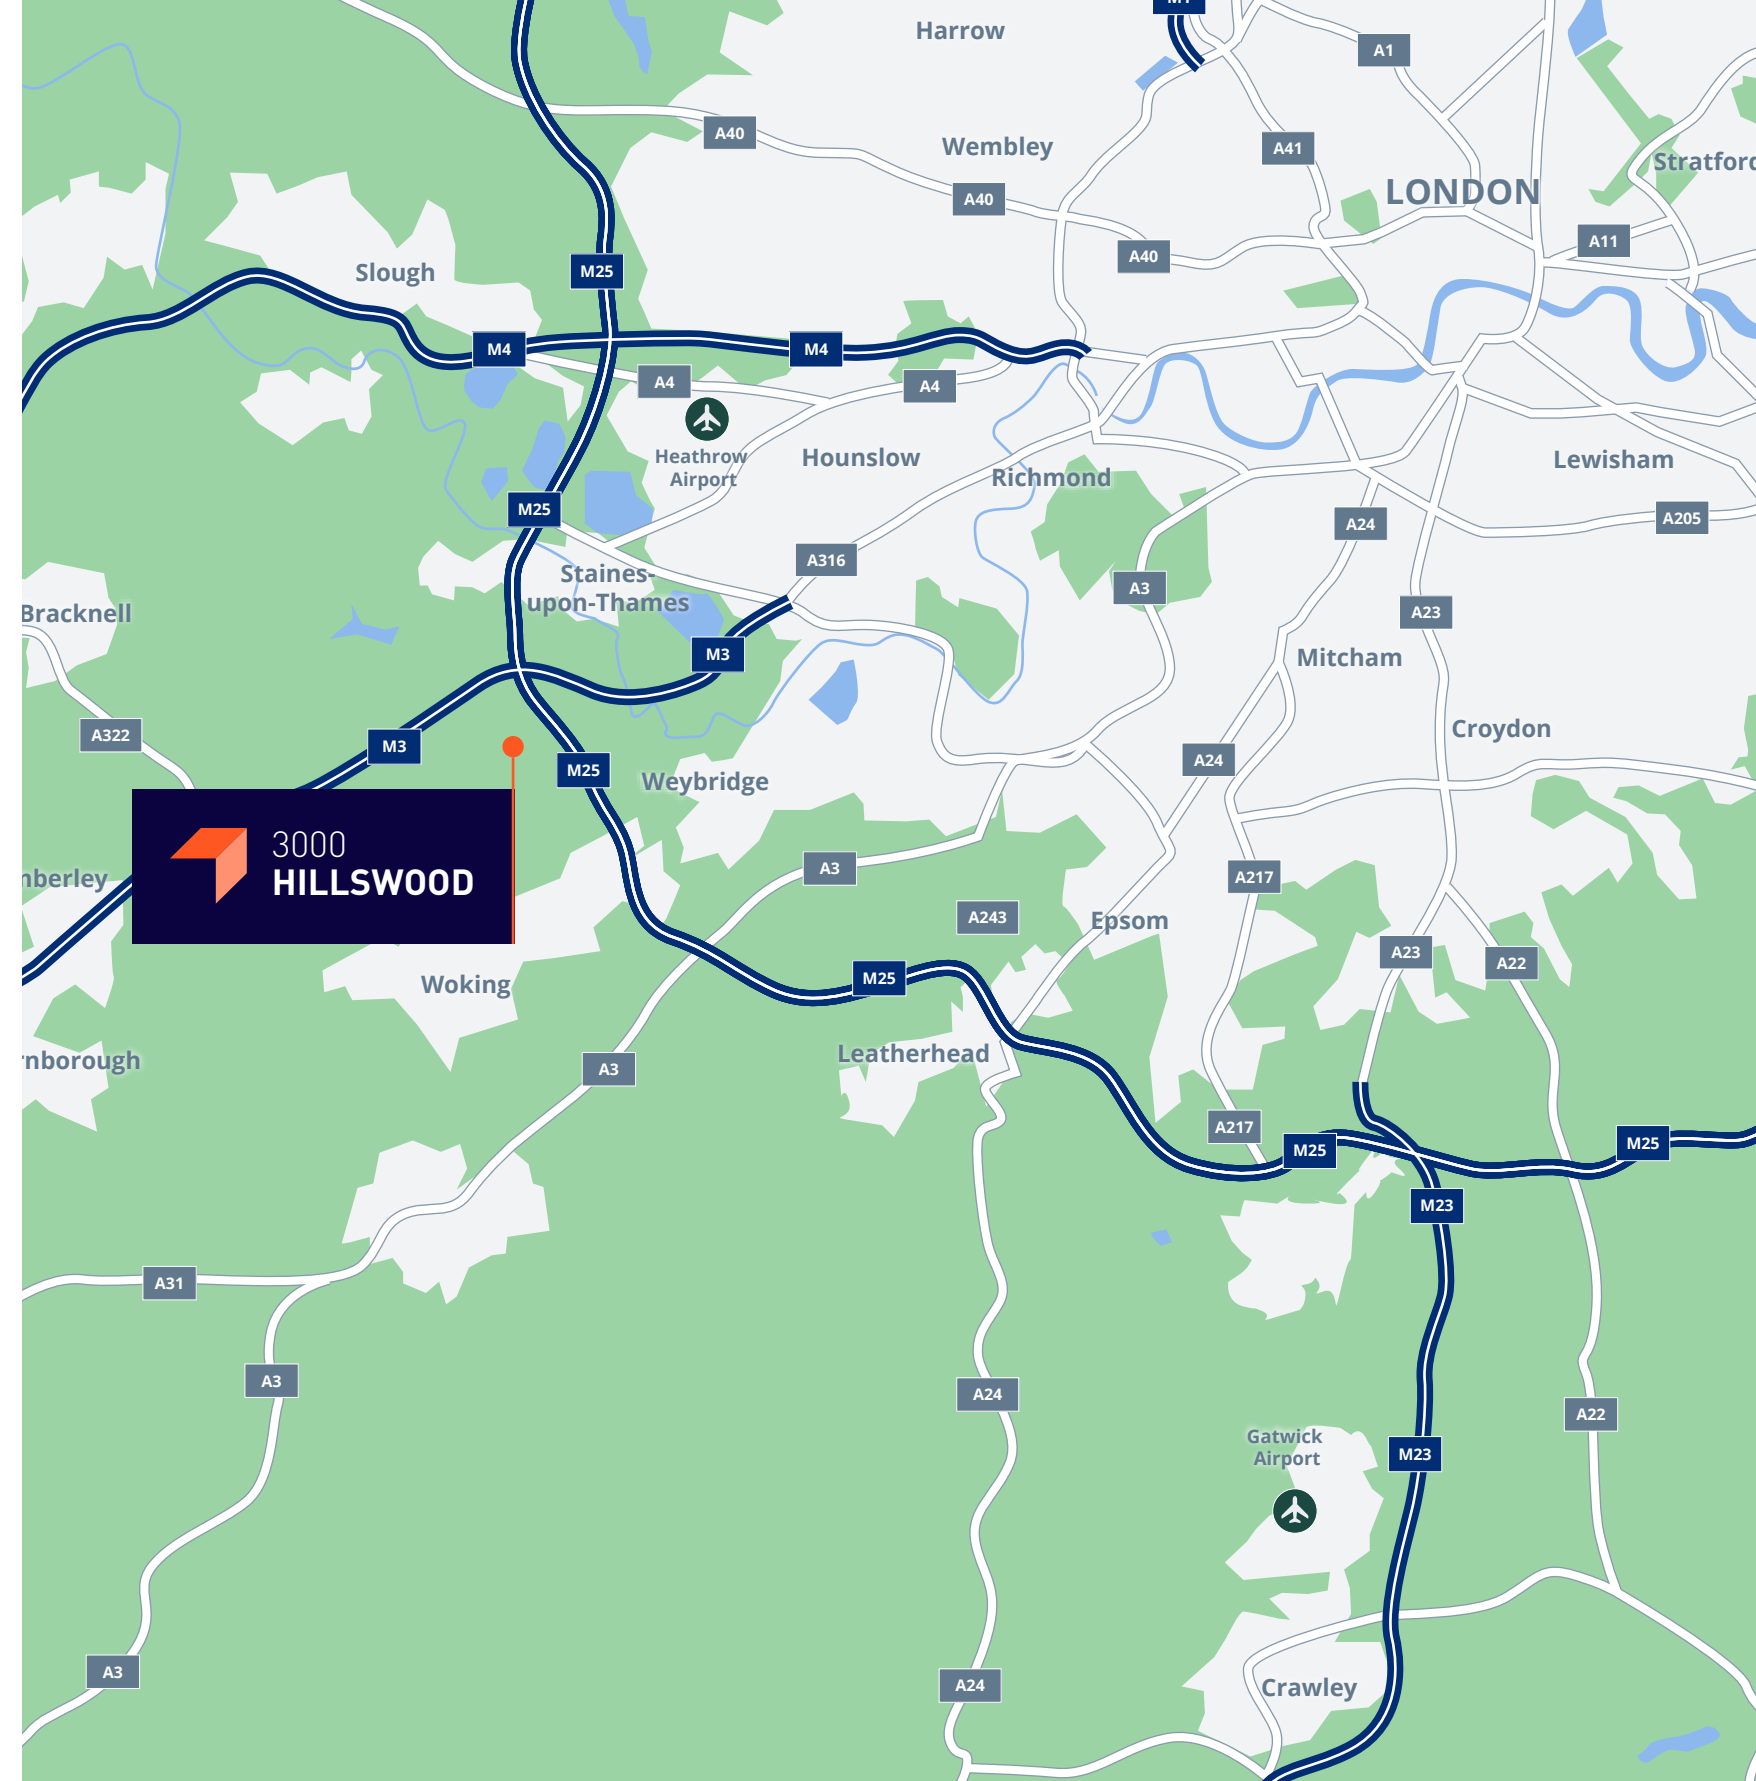 M1
Harrow
A1
A40
Wembley
A41
Stratford
A40
LONDON
A11
A40
Slough
M25
M4
M4
A4
A4
Heathrow
Airport
Hounslow
Richmond
Lewisham
M25
A24
A205
A316
Staines-
upon-Thames
A3
Bracknell
A23
M3
Mitcham
A322
M3
Croydon
M25
Weybridge
A24
3000
HILLSWOOD
A3
A217
nberley
A243
Epsom
A23
A22
Woking
M25
Leatherhead
rnborough
A3
A217
M25
M25
M23
A31
A3
A24
A22
Gatwick
Airport
M23
A3
A24
Crawley